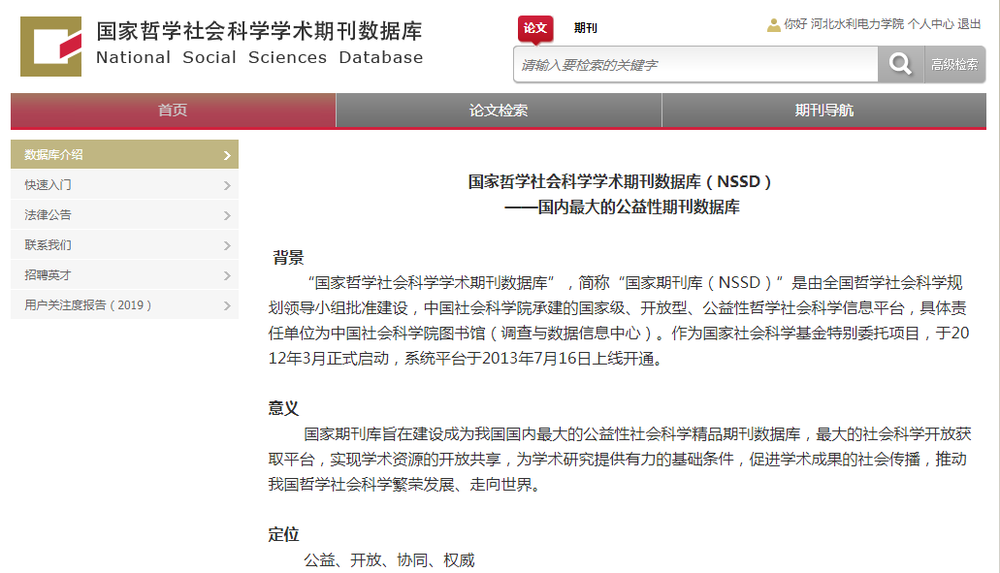 国家哲学社会科学学术期刊数据库
National Social Sciences Database
论文 期刊
你好 河北水利电力学院 个人中心 退出
请输入要检索的关键字
高级检索
首页 论文检索 期刊导航
数据库介绍
快速入门
法律公告
联系我们
招聘英才
用户关注度报告（2019）
国家哲学社会科学学术期刊数据库（NSSD）
——国内最大的公益性期刊数据库
背景
“国家哲学社会科学学术期刊数据库”，简称“国家期刊库（NSSD）”是由全国哲学社会科学规
划领导小组批准建设，中国社会科学院承建的国家级、开放型、公益性哲学社会科学信息平台，具体责
任单位为中国社会科学院图书馆（调查与数据信息中心）。作为国家社会科学基金特别委托项目，于20
12年3月正式启动，系统平台于2013年7月16日上线开通。
意义
国家期刊库旨在建设成为我国国内最大的公益性社会科学精品期刊数据库，最大的社会科学开放获
取平台，实现学术资源的开放共享，为学术研究提供有力的基础条件，促进学术成果的社会传播，推动
我国哲学社会科学繁荣发展、走向世界。
定位
公益、开放、协同、权威